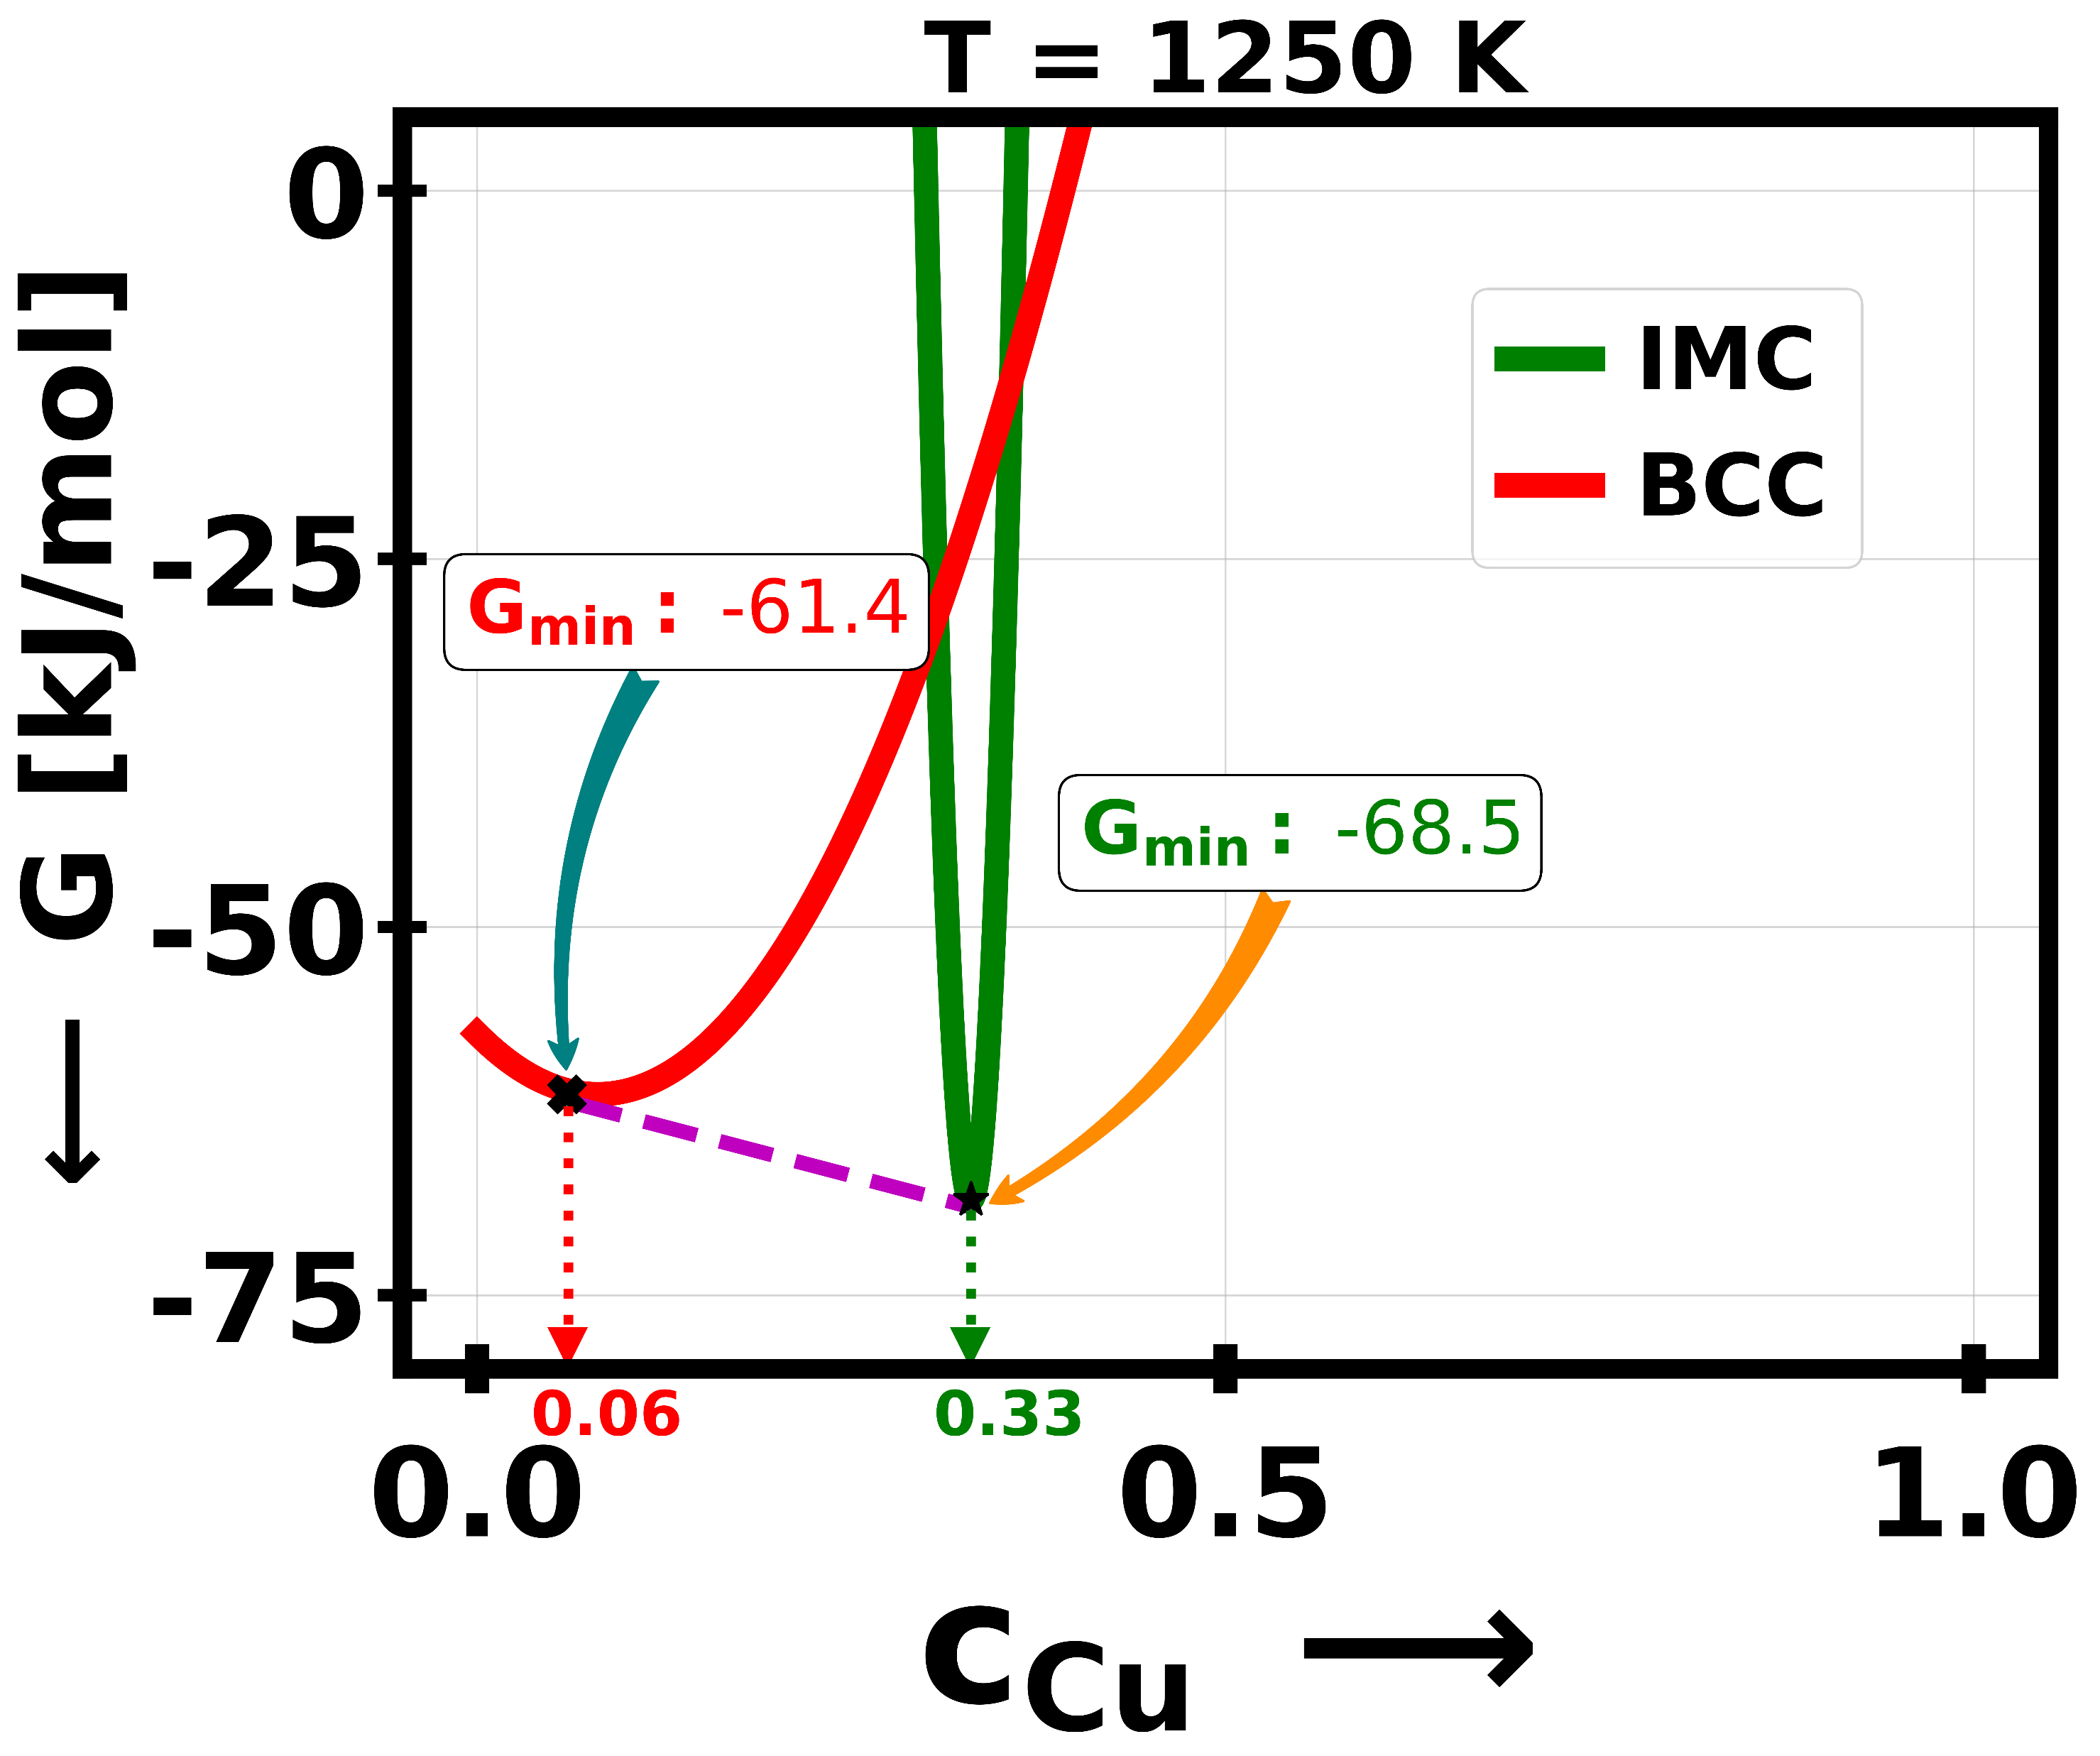 T = 1250 K
G [kJ/mol]
0
-25
-50
-75
IMC
BCC
Gmin : -61.4
Gmin : -68.5
0.06
0.33
0.0
0.5
1.0
cCu